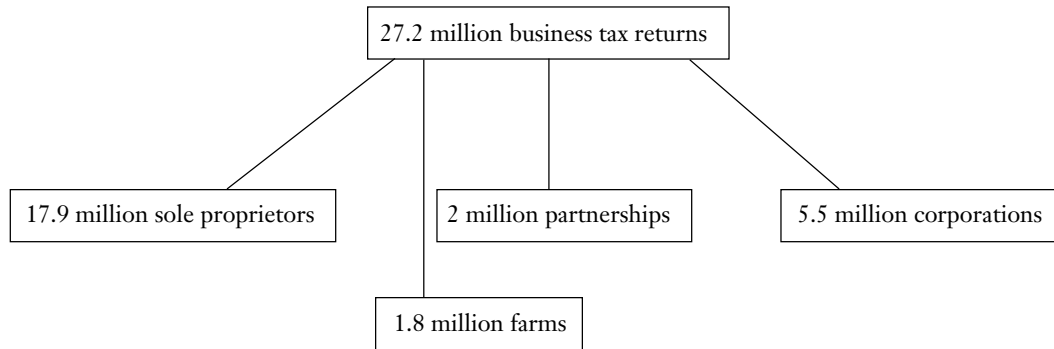 27.2 million business tax returns
17.9 million sole proprietors
2 million partnerships
5.5 million corporations
1.8 million farms